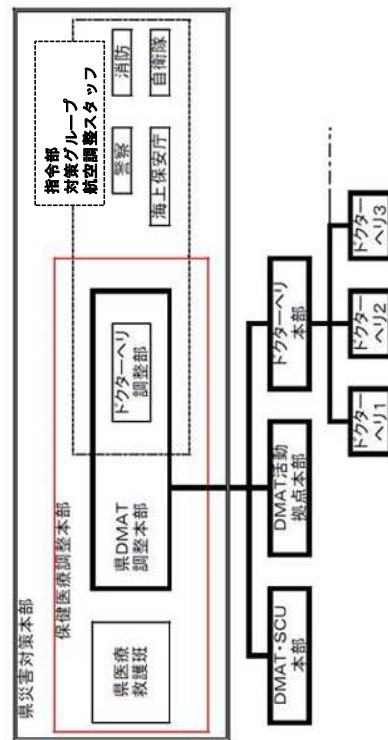 県災害対策本部
保健医療調整本部
指令部
対策グループ
航空調整スタッフ
県医療
救護班
県DMAT
調整本部
ドクターヘリ
調整部
警察
消防
海上保安庁
自衛隊
DMAT・SCU
本部
DMAT活動
拠点本部
ドクターヘリ
本部
ドクター
ヘリ1
ドクター
ヘリ2
ドクター
ヘリ3